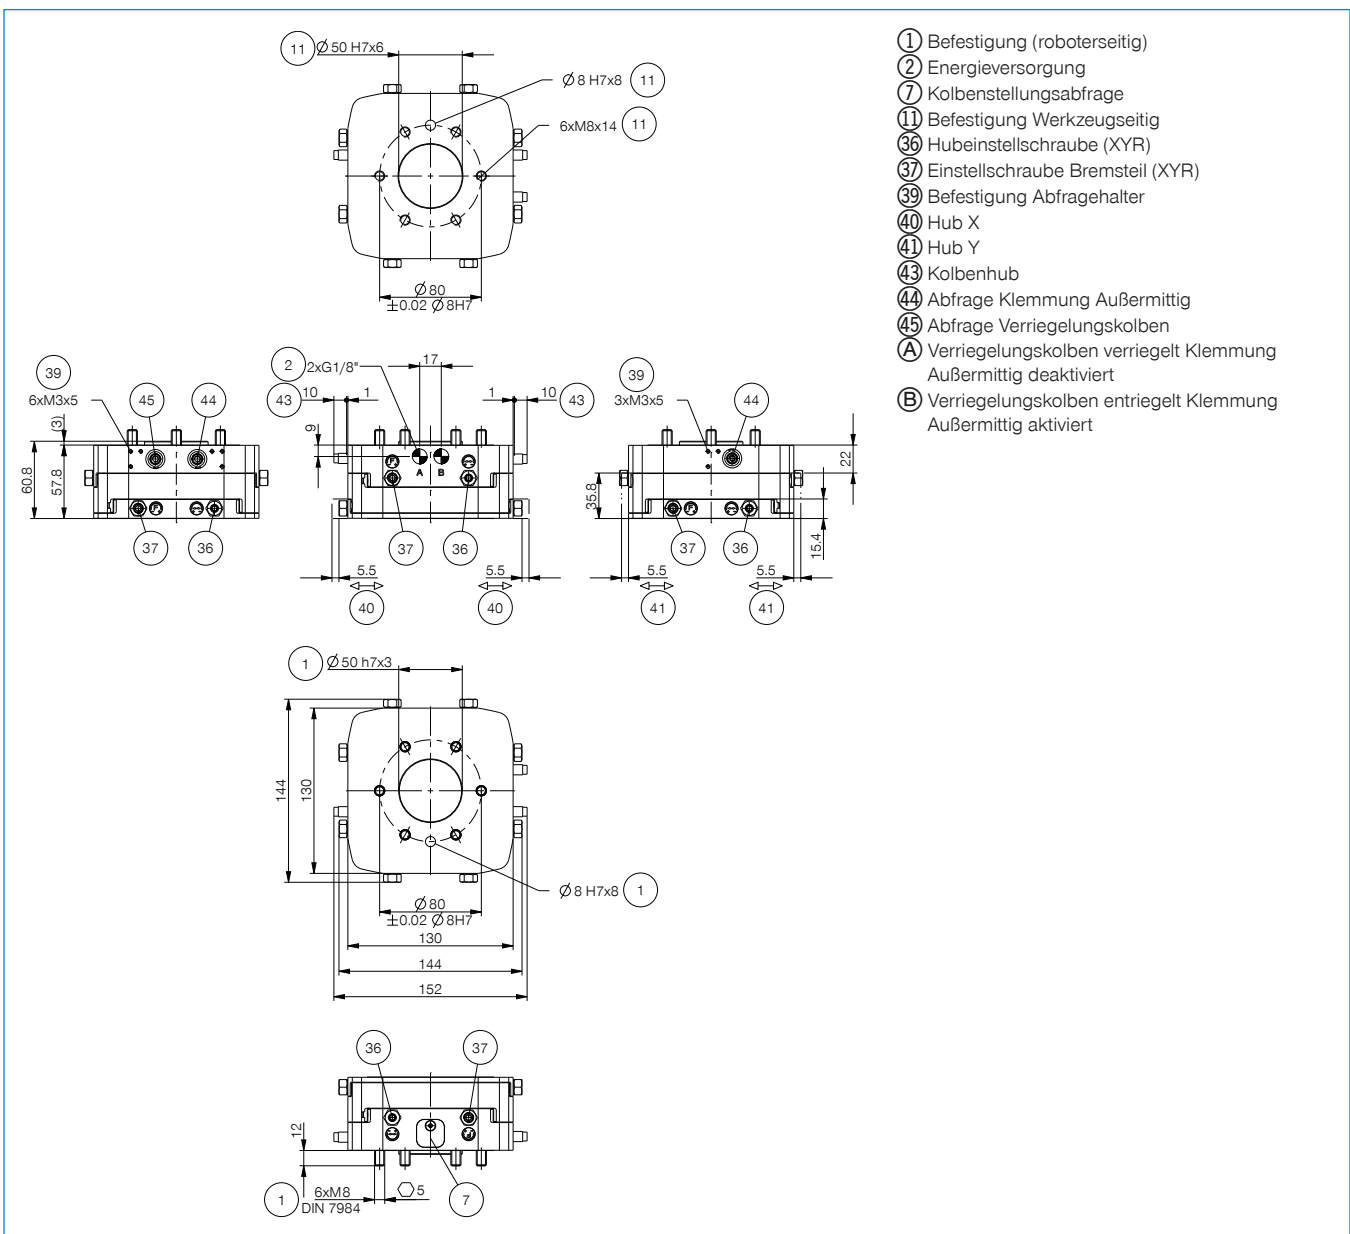 11 Ø 50 H7x6
Ø 8 H7x8 11
6xM8x14 11
Ø 80
±0.02 Ø 8H7
1 Befestigung (roboterseitig)
2 Energieversorgung
7 Kolbenstellungsabfrage
11 Befestigung Werkzeugseitig
36 Hubeinstellschraube (XYR)
37 Einstellschraube Bremsteil (XYR)
39 Befestigung Abfragehalter
40 Hub X
41 Hub Y
43 Kolbenhub
44 Abfrage Klemmung Außermittig
45 Abfrage Verriegelungskolben
A Verriegelungskolben verriegelt Klemmung
Außermittig deaktiviert
B Verriegelungskolben entriegelt Klemmung
Außermittig aktiviert
39
6xM3x5
45
44
(3)
60.8
57.8
37
36
2 2xG1/8"
17
43 10 1
1 10 43
9
A B
37
36
5.5
5.5
40
40
39
3xM3x5
44
22
35.8
15.4
37
36
5.5
5.5
41
41
1 Ø 50 h7x3
144
130
Ø 8 H7x8 1
Ø 80
±0.02 Ø 8H7
130
144
152
36
37
12
1 6xM8
DIN 7984
5
7